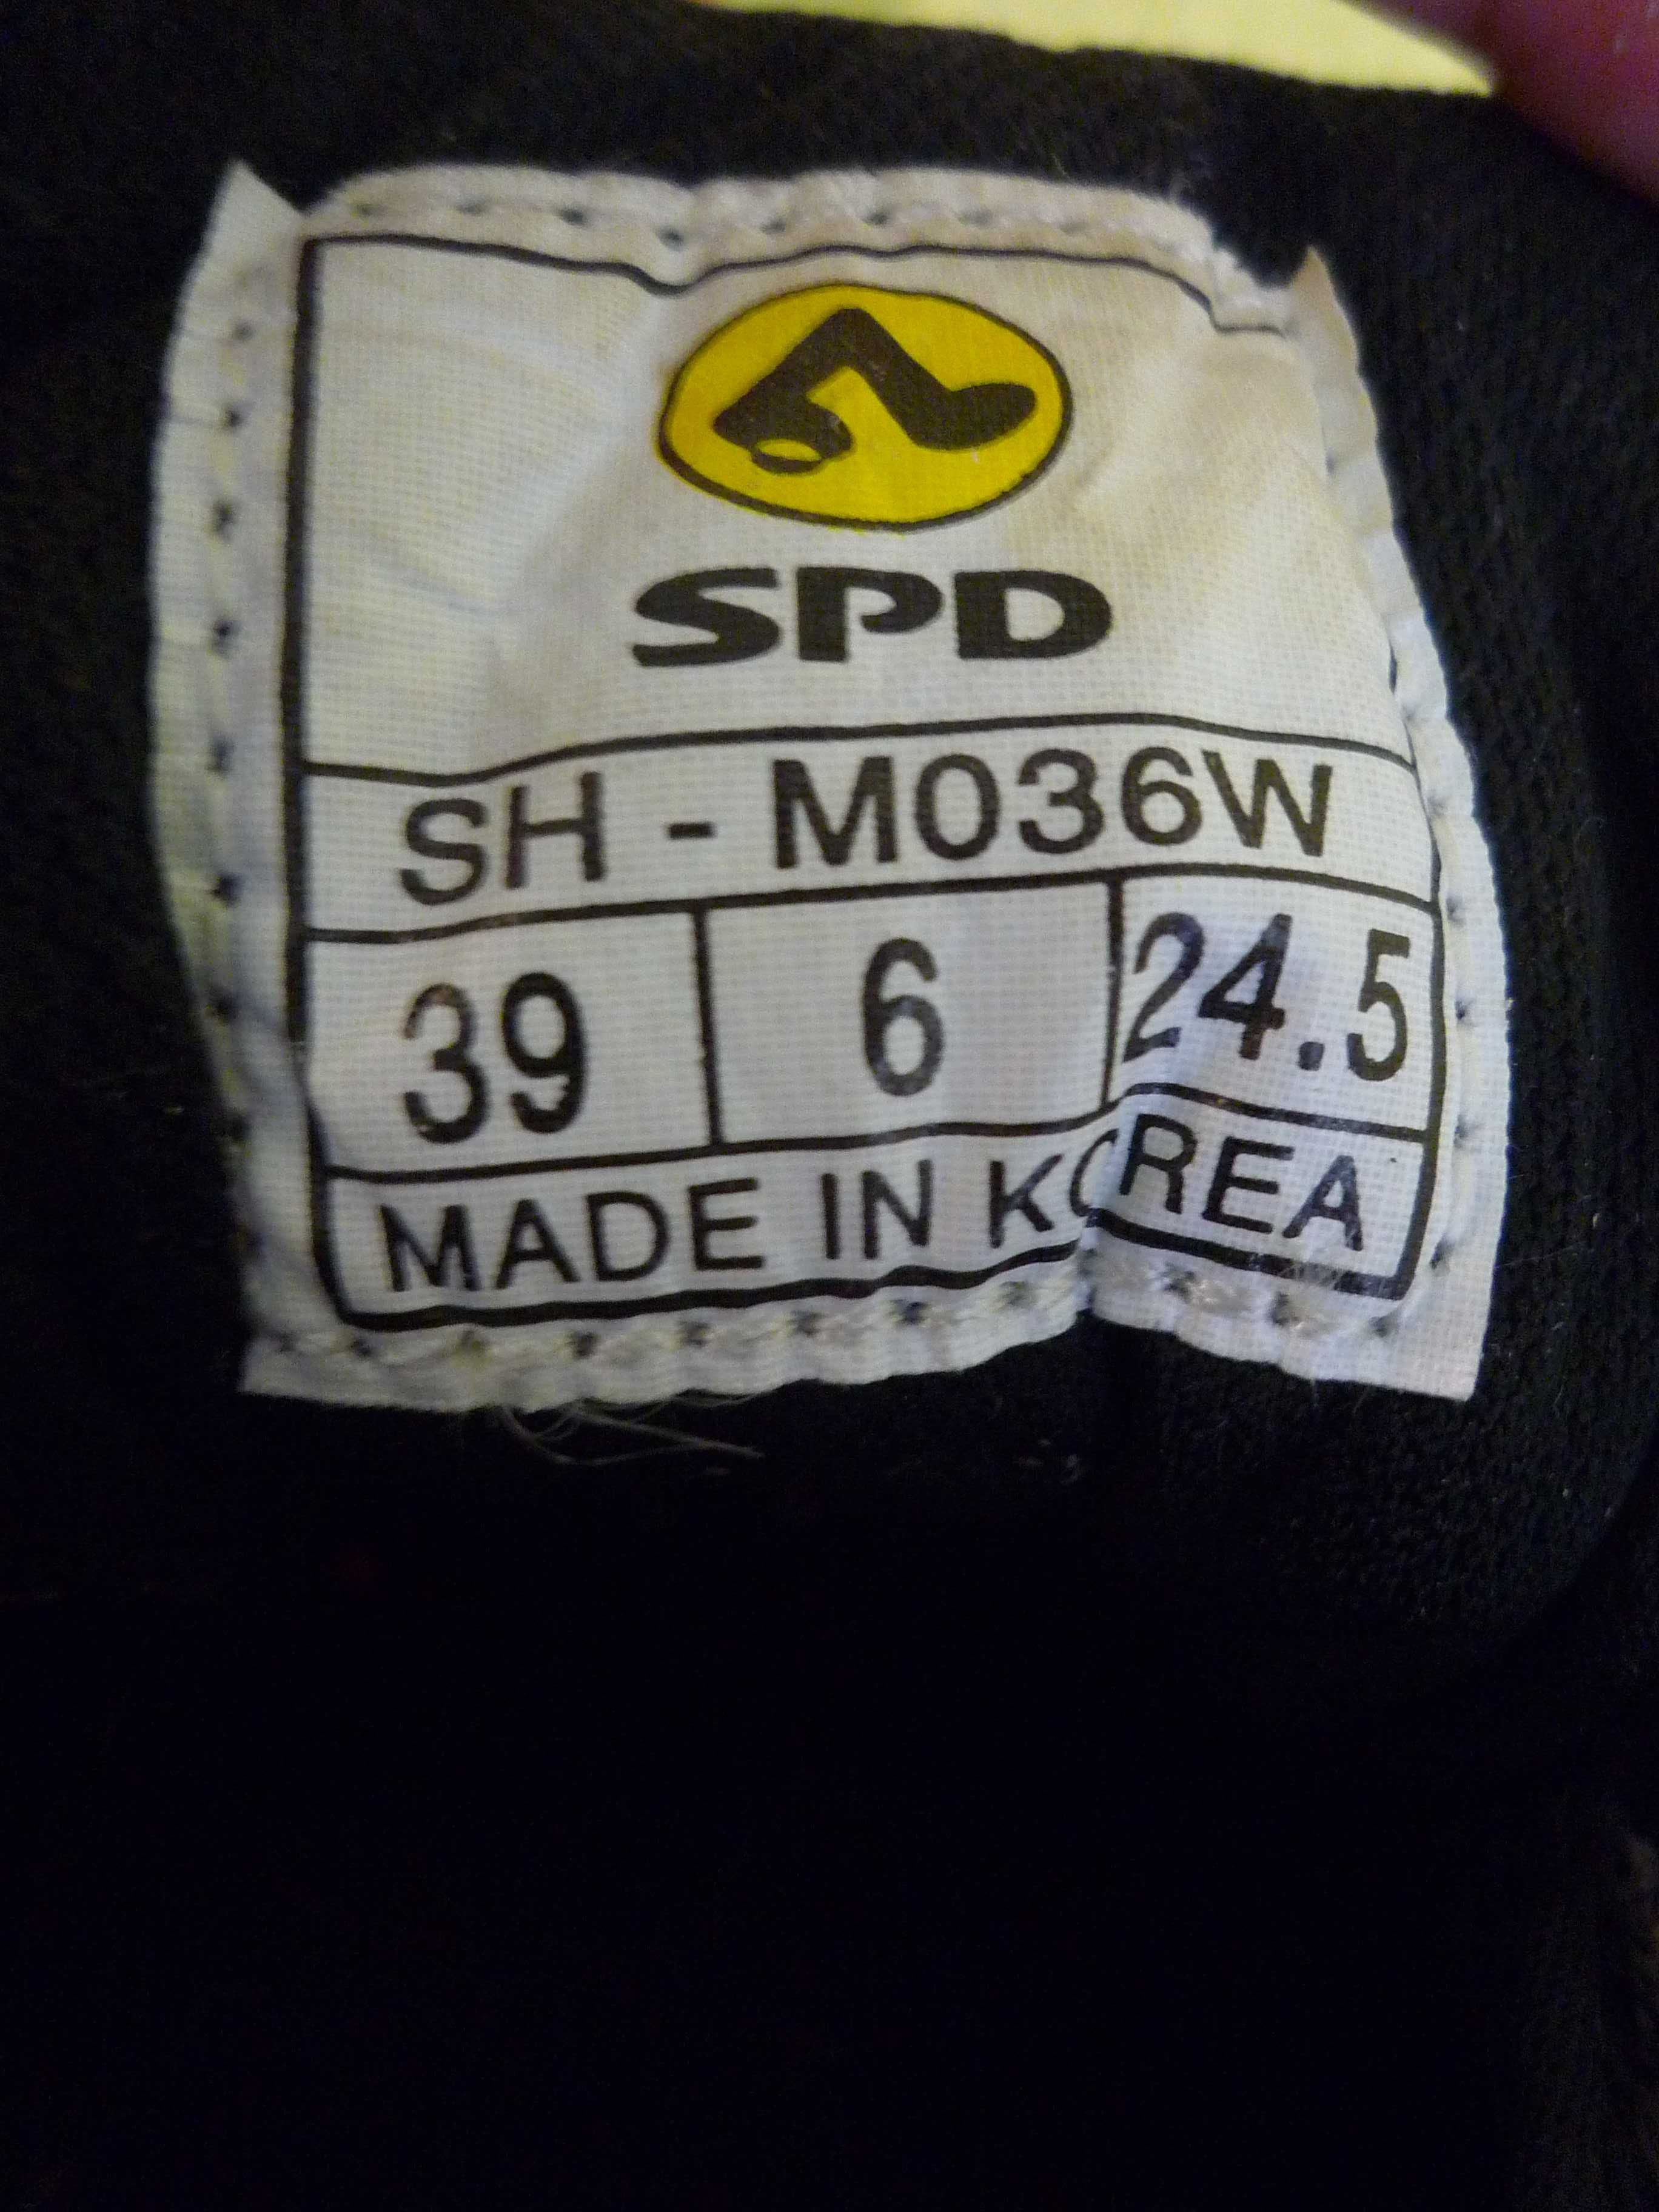 SPD
SH - M036W
39 6 24.5
MADE IN KOREA